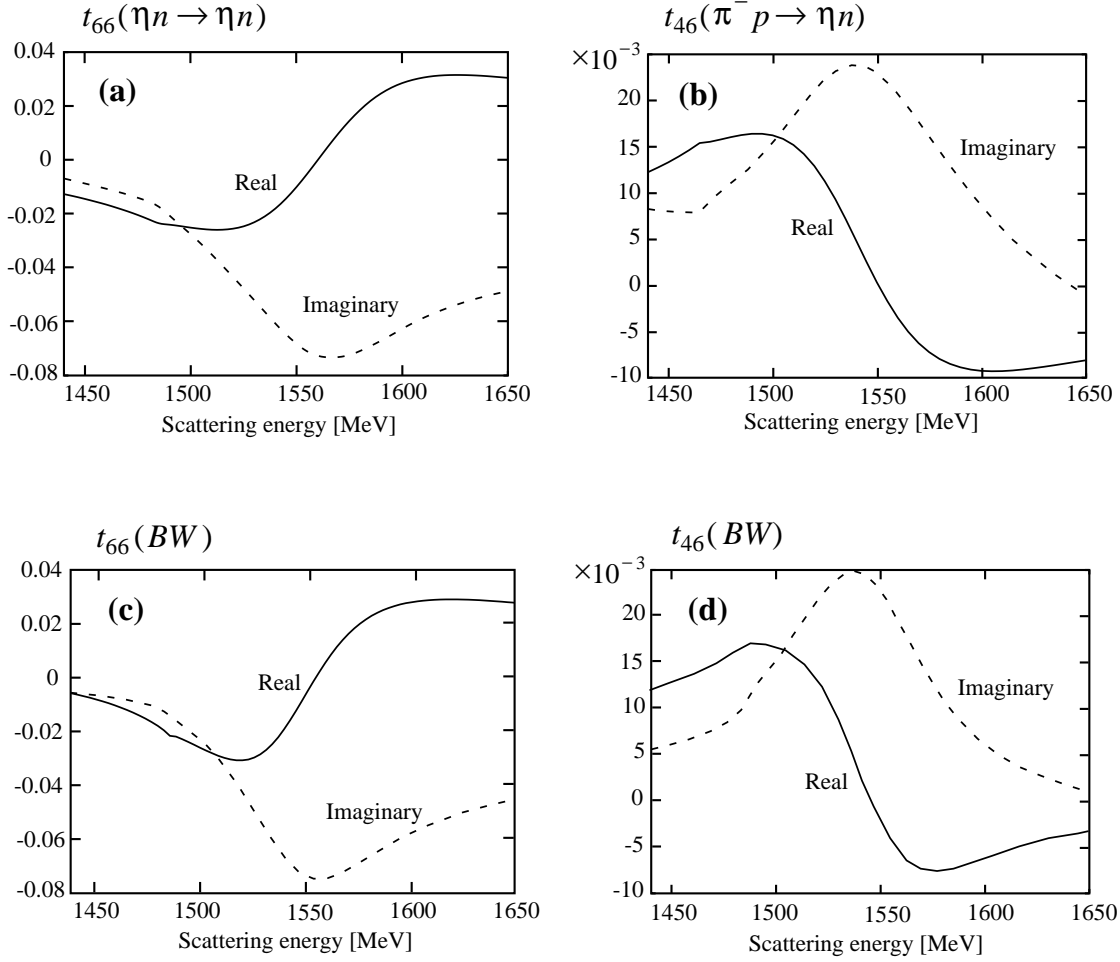 t66(ηn → ηn)
0.04
0.02
0
-0.02
-0.04
-0.06
-0.08
(a)
Real
Imaginary
1450 1500 1550 1600 1650
Scattering energy [MeV]
t46(π− p → ηn)
×10−3
20
15
10
5
0
-5
-10
(b)
Imaginary
Real
1450 1500 1550 1600 1650
Scattering energy [MeV]
t66(BW)
0.04
0.02
0
-0.02
-0.04
-0.06
-0.08
(c)
Real
Imaginary
1450 1500 1550 1600 1650
Scattering energy [MeV]
t46(BW)
×10−3
20
15
10
5
0
-5
-10
(d)
Imaginary
Real
1450 1500 1550 1600 1650
Scattering energy [MeV]